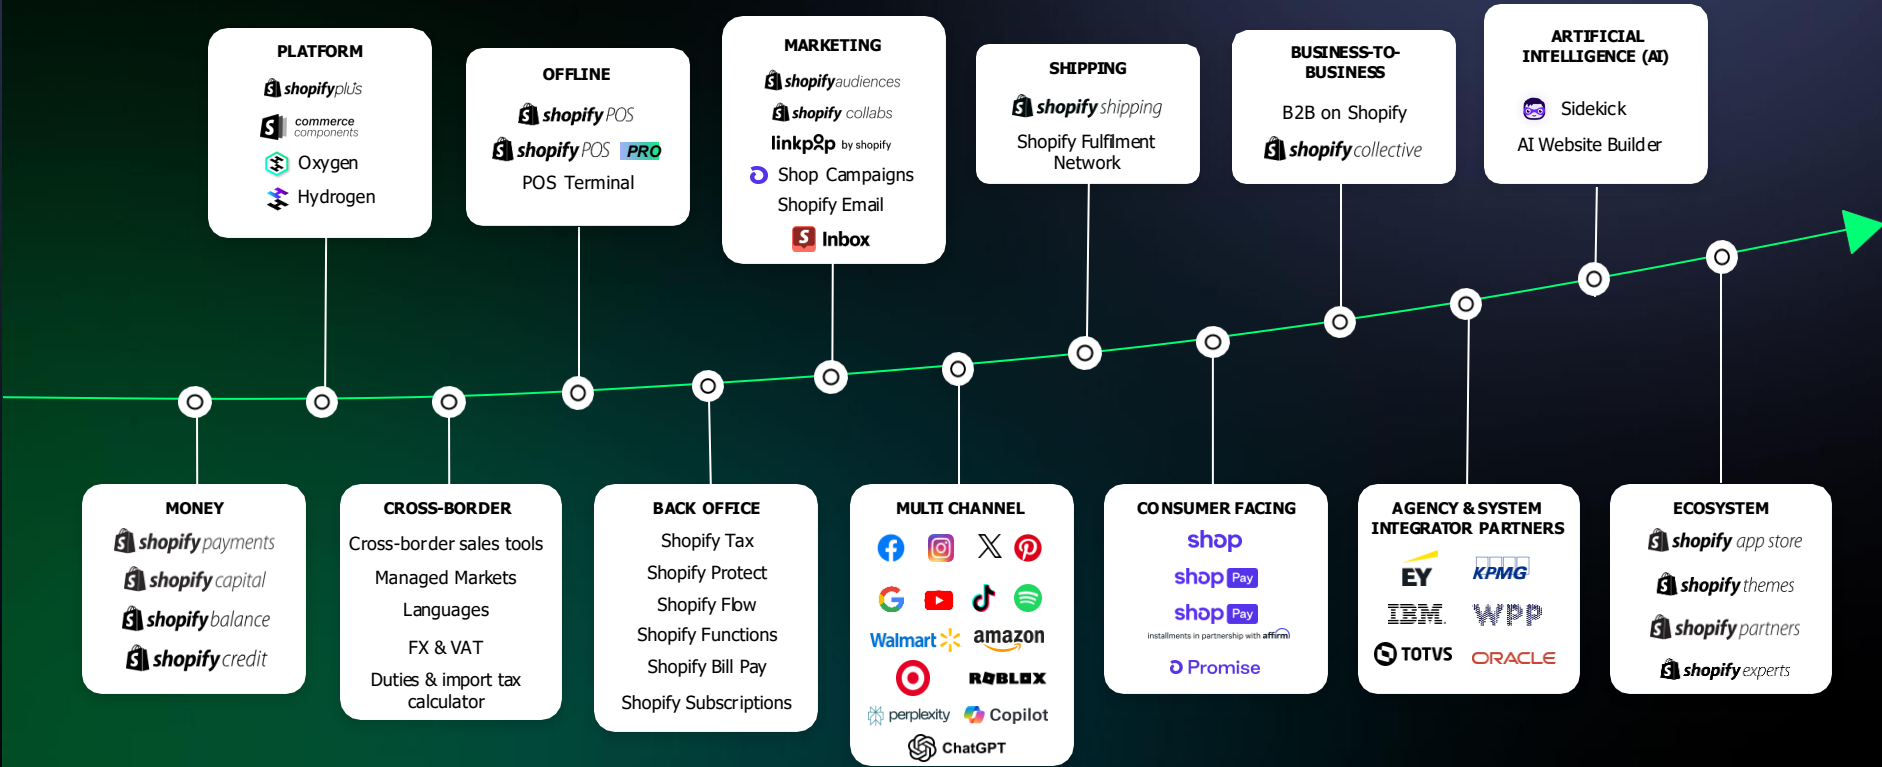 PLATFORM
shopifyplus
commerce
components
Oxygen
Hydrogen
OFFLINE
shopify POS
shopify POS PRO
POS Terminal
MARKETING
shopify audiences
shopify collabs
linkpop by shopify
Shop Campaigns
Shopify Email
Inbox
SHIPPING
shopify shipping
Shopify Fulfilment
Network
BUSINESS-TO-
BUSINESS
B2B on Shopify
shopify collective
ARTIFICIAL
INTELLIGENCE (AI)
Sidekick
AI Website Builder
MONEY
shopify payments
shopify capital
shopify balance
shopify credit
CROSS-BORDER
Cross-border sales tools
Managed Markets
Languages
FX & VAT
Duties & import tax
calculator
BACK OFFICE
Shopify Tax
Shopify Protect
Shopify Flow
Shopify Functions
Shopify Bill Pay
Shopify Subscriptions
MULTI CHANNEL
Walmart amazon
ROBLOX
perplexity Copilot
ChatGPT
CONSUMER FACING
shop
shop Pay
shop Pay
installments in partnership with affirm
Promise
AGENCY & SYSTEM
INTEGRATOR PARTNERS
EY KPMG
IBM. WPP
TOTVS ORACLE
ECOSYSTEM
shopify app store
shopify themes
shopify partners
shopify experts